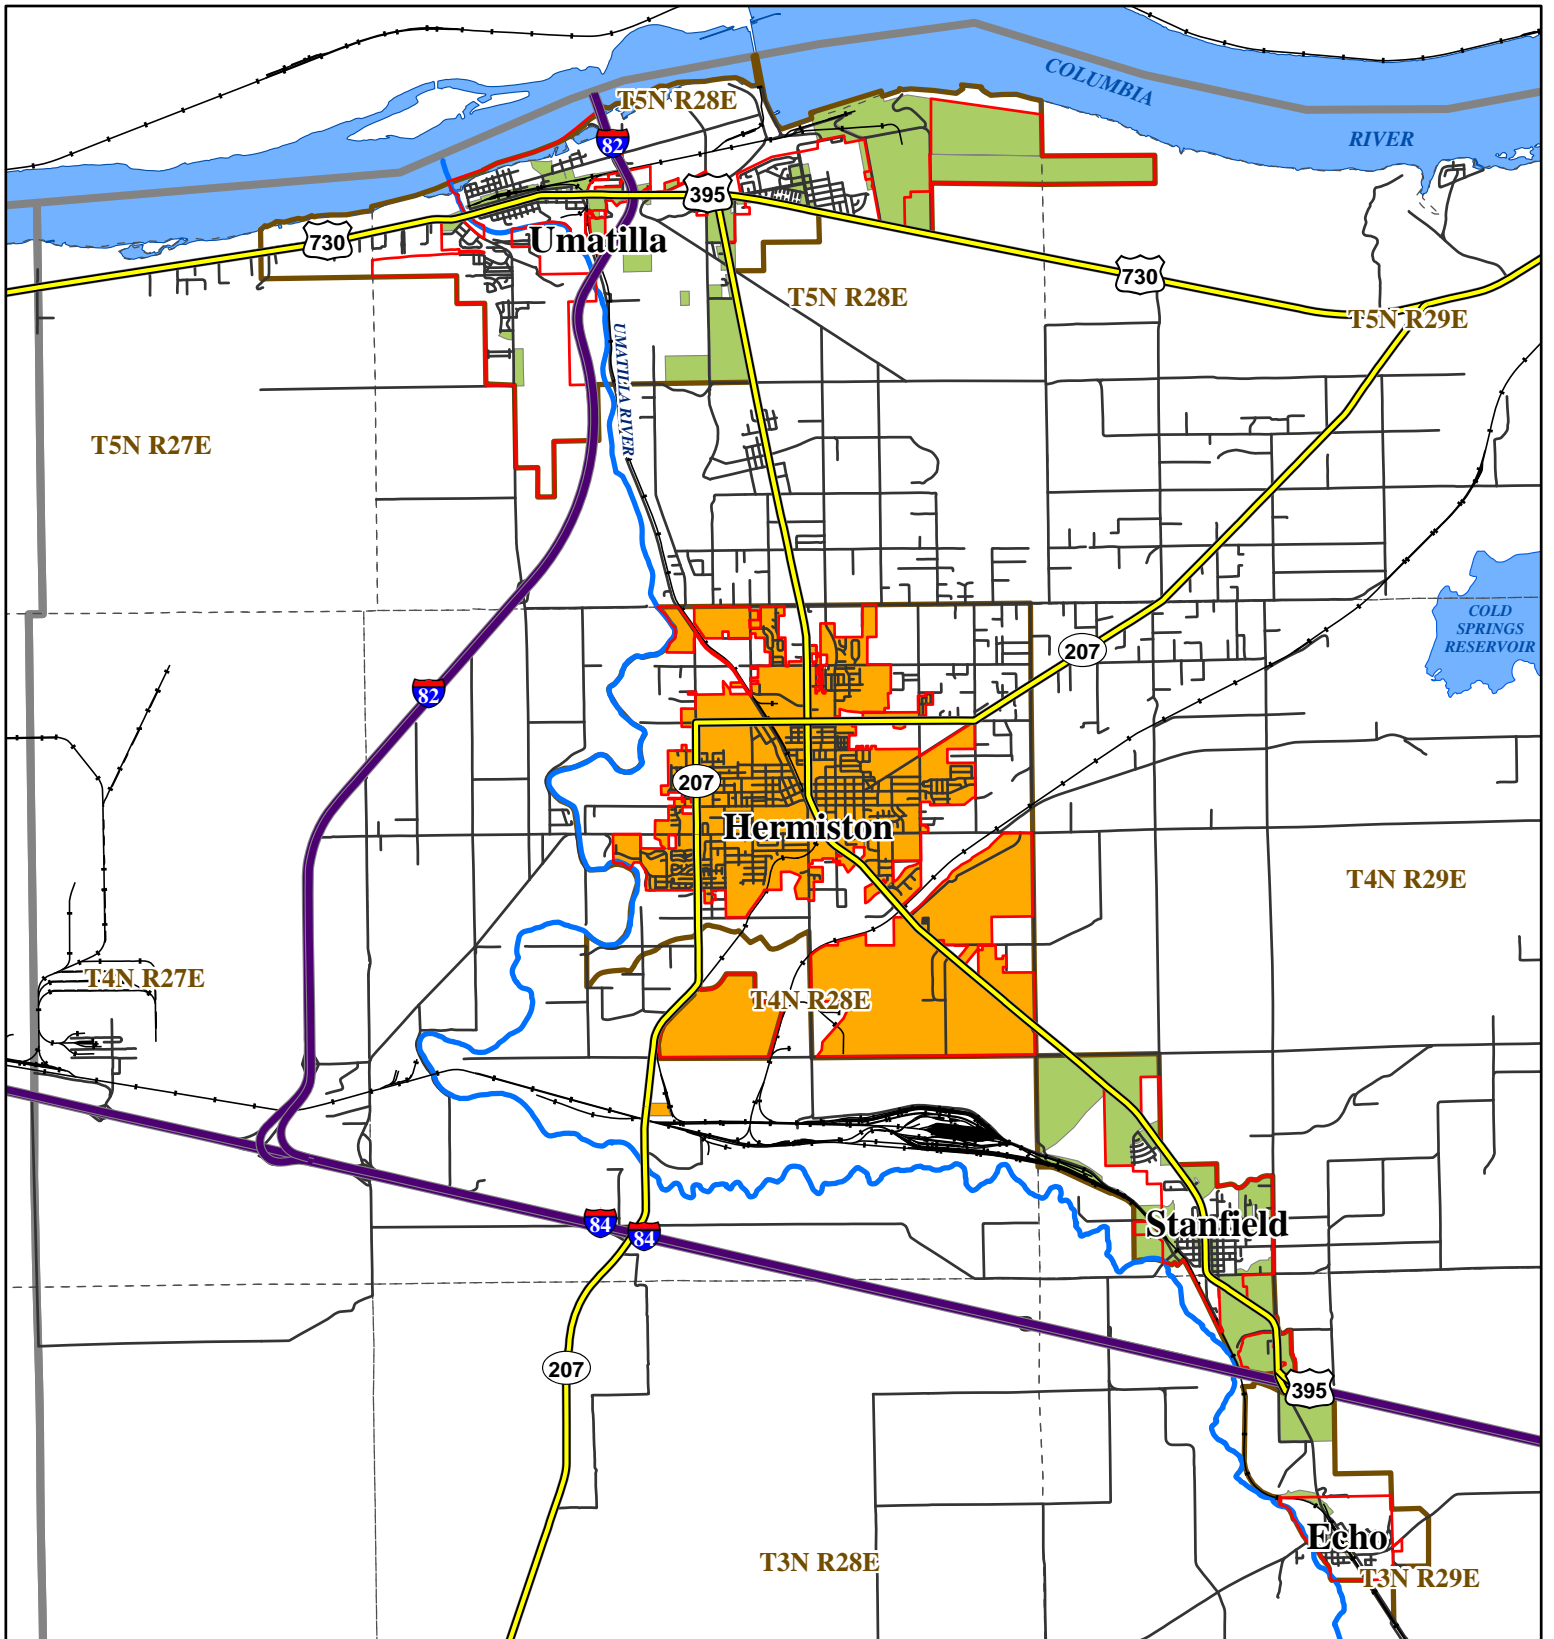 COLUMBIA
T5N R28E
82
RIVER
395
730
Umatilla
730
T5N R28E
T5N R29E
UMATILLA RIVER
T5N R27E
COLD
SPRINGS
RESERVOIR
207
82
207
Hermiston
T4N R29E
T4N R27E
T4N R28E
84
84
Stanfield
207
395
Echo
T3N R28E
T3N R29E